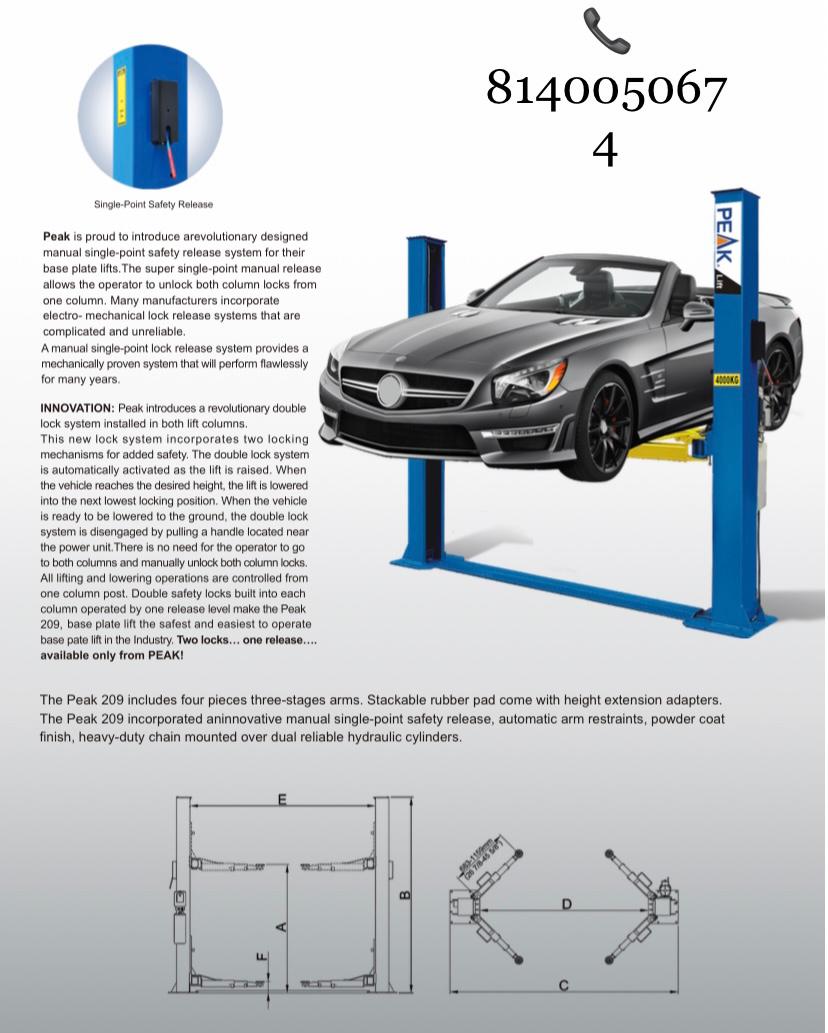 814005067
4
Single-Point Safety Release
Peak is proud to introduce arevolutionary designed
manual single-point safety release system for their
base plate lifts.The super single-point manual release
allows the operator to unlock both column locks from
one column. Many manufacturers incorporate
electro- mechanical lock release systems that are
complicated and unreliable.
A manual single-point lock release system provides a
mechanically proven system that will perform flawlessly
for many years.
INNOVATION: Peak introduces a revolutionary double
lock system installed in both lift columns.
This new lock system incorporates two locking
mechanisms for added safety. The double lock system
is automatically activated as the lift is raised. When
the vehicle reaches the desired height, the lift is lowered
into the next lowest locking position. When the vehicle
is ready to be lowered to the ground, the double lock
system is disengaged by pulling a handle located near
the power unit.There is no need for the operator to go
to both columns and manually unlock both column locks.
All lifting and lowering operations are controlled from
one column post. Double safety locks built into each
column operated by one release level make the Peak
209, base plate lift the safest and easiest to operate
base pate lift in the Industry. Two locks... one release....
available only from PEAK!
PEAK
Lift
4000KG
The Peak 209 includes four pieces three-stages arms. Stackable rubber pad come with height extension adapters.
The Peak 209 incorporated aninnovative manual single-point safety release, automatic arm restraints, powder coat
finish, heavy-duty chain mounted over dual reliable hydraulic cylinders.
E
A
B
F
683-1159mm
(26 7/8-45 5/8")
D
C